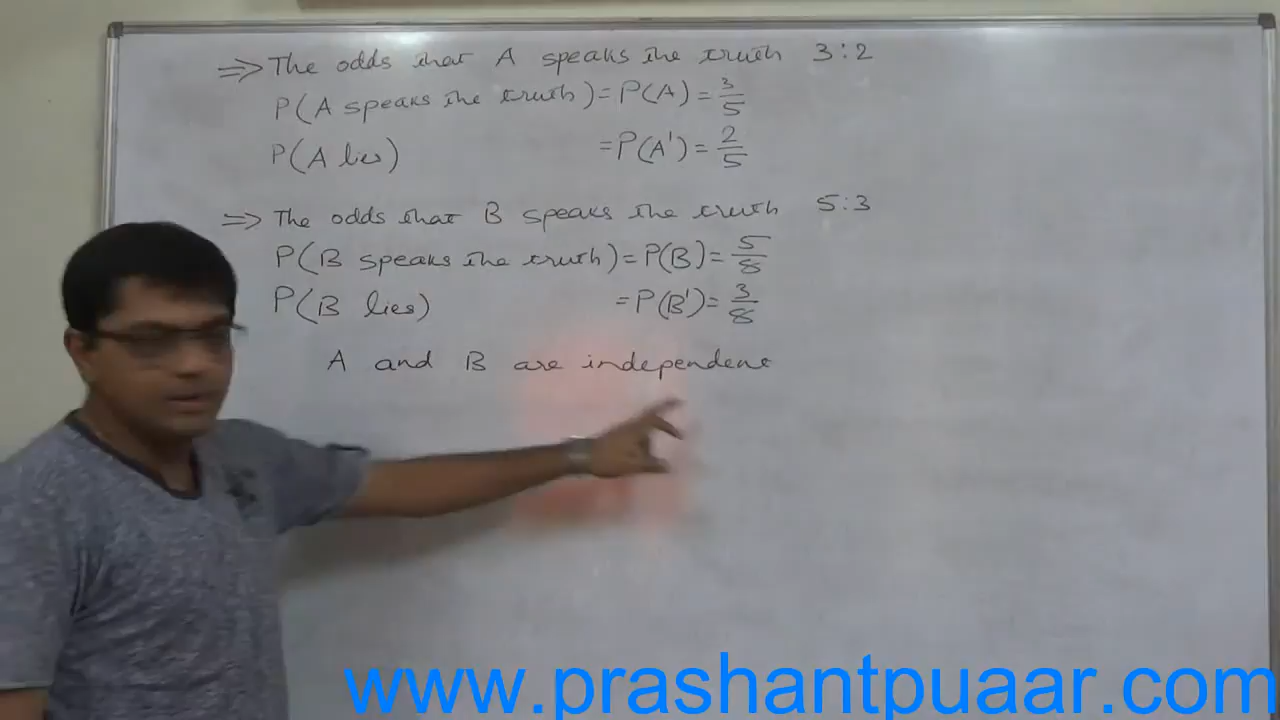 ⇒ The odds that A speaks the truth 3:2
P(A speaks the truth) = P(A) = 3/5
P(A lies) = P(A') = 2/5
⇒ The odds that B speaks the truth 5:3
P(B speaks the truth) = P(B) = 5/8
P(B lies) = P(B') = 3/8
A and B are independent
www.prashantpuaar.com